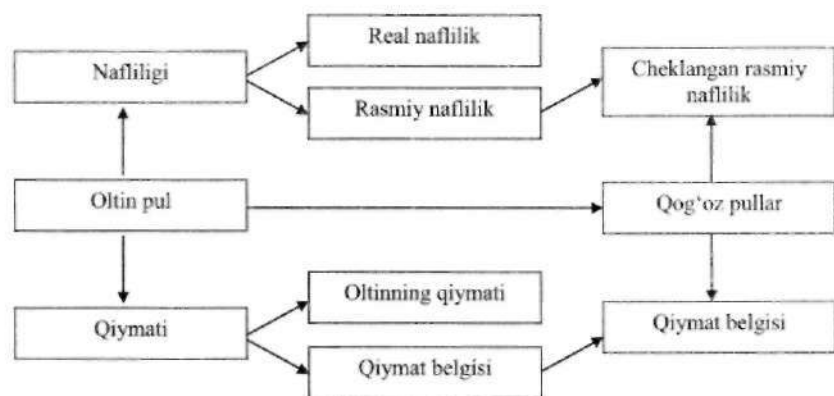 Real naflilik
Nafliligi
Rasmiy naflilik
Cheklangan rasmiy
naflilik
Oltin pul
Qog‘oz pullar
Oltinning qiymati
Qiymati
Qiymat belgisi
Qiymat belgisi